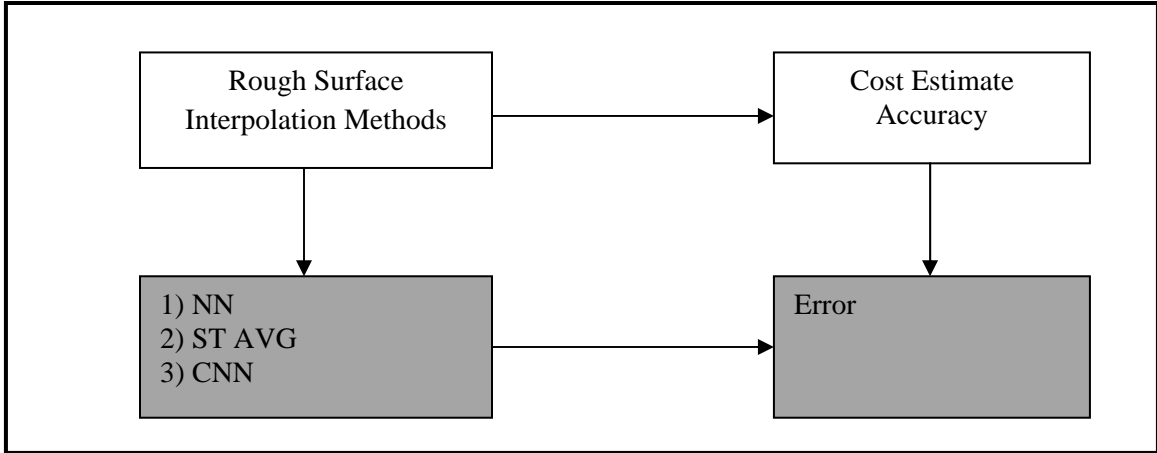 Rough Surface
Interpolation Methods
Cost Estimate
Accuracy
1) NN
2) ST AVG
3) CNN
Error